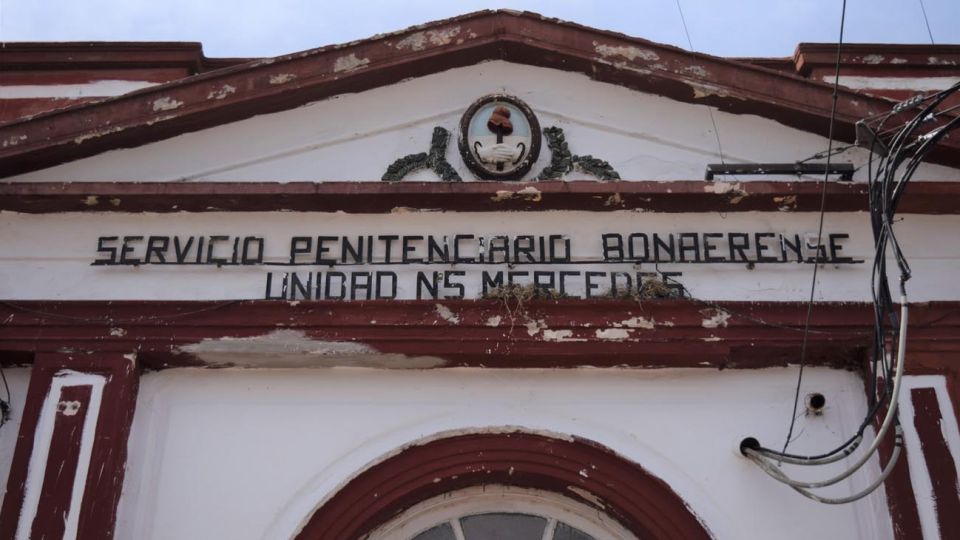 SERVICIO PENITENCIARIO BONAERENSE
UNIDAD N5 MERCEDES